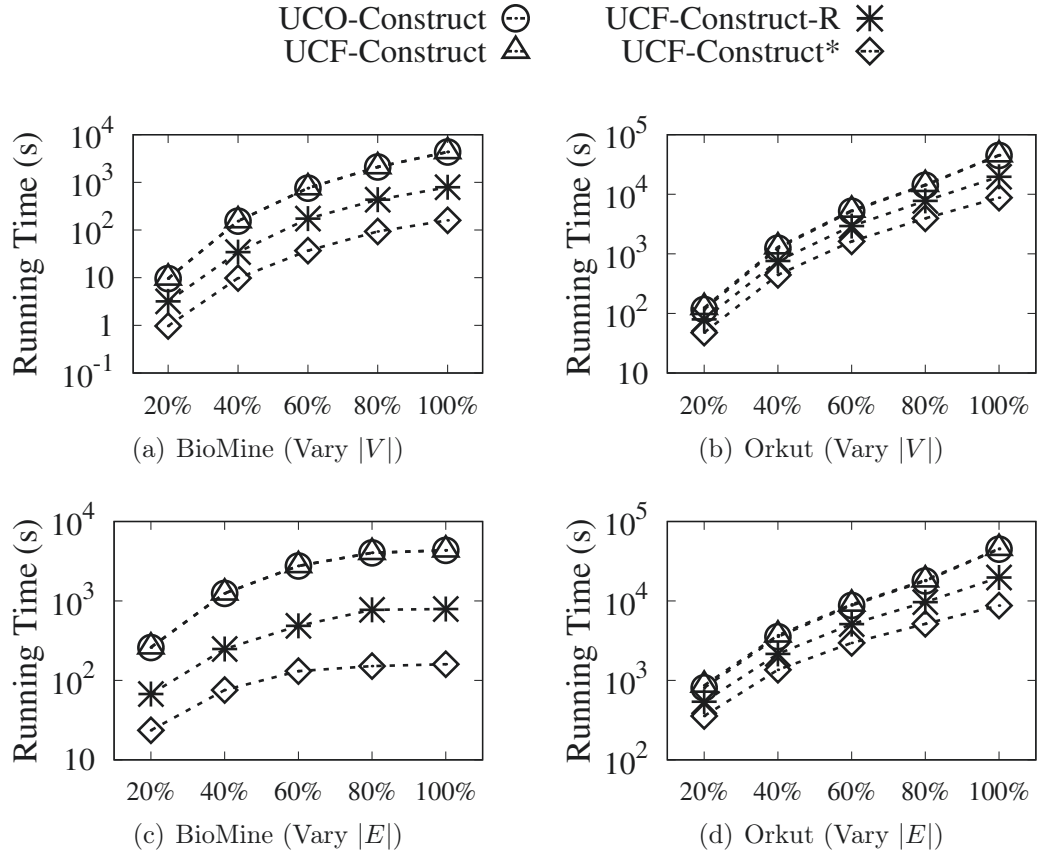 UCO-Construct UCF-Construct-R
UCF-Construct UCF-Construct*
Running Time (s)
10^4
10^3
10^2
10
1
10^-1
20% 40% 60% 80% 100%
(a) BioMine (Vary |V|)
Running Time (s)
10^5
10^4
10^3
10^2
10
20% 40% 60% 80% 100%
(b) Orkut (Vary |V|)
Running Time (s)
10^4
10^3
10^2
10
20% 40% 60% 80% 100%
(c) BioMine (Vary |E|)
Running Time (s)
10^5
10^4
10^3
10^2
20% 40% 60% 80% 100%
(d) Orkut (Vary |E|)